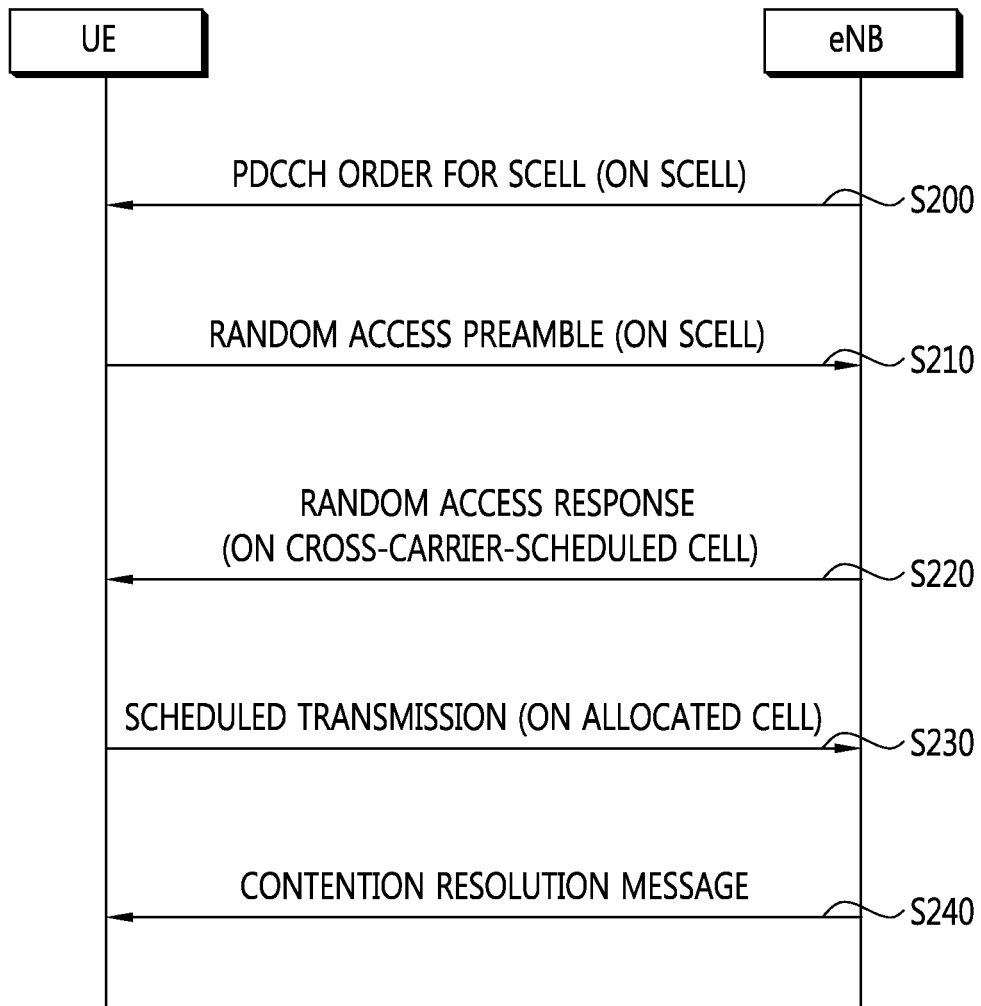 UE
eNB
PDCCH ORDER FOR SCELL (ON SCELL)
S200
RANDOM ACCESS PREAMBLE (ON SCELL)
S210
RANDOM ACCESS RESPONSE
(ON CROSS-CARRIER-SCHEDULED CELL)
S220
SCHEDULED TRANSMISSION (ON ALLOCATED CELL)
S230
CONTENTION RESOLUTION MESSAGE
S240